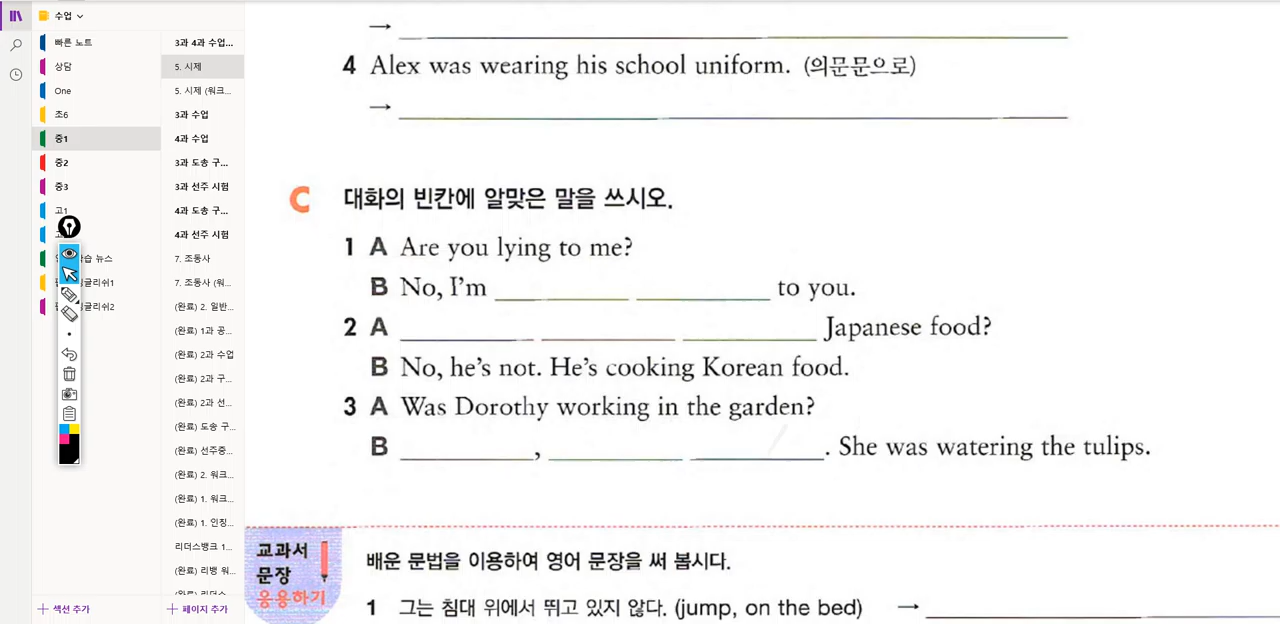 수업
빠른 노트
상담
One
초6
중1
중2
중3
고1
습 뉴스
글리쉬1
글리쉬2
섹션 추가
3과 4과 수업...
5. 시제
5. 시제 (워크...
3과 수업
4과 수업
3과 도송 구...
3과 선주 시험
4과 도송 구...
4과 선주 시험
7. 조동사
7. 조동사 (워...
(완료) 2. 일반...
(완료) 1과 공...
(완료) 2과 수업
(완료) 2과 구...
(완료) 2과 선...
(완료) 도송 구...
(완료) 선주중...
(완료) 2. 워크...
(완료) 1. 워크...
(완료) 1. 인칭...
리더스뱅크 1...
(완료) 리뱅 워...
페이지 추가
→
4 Alex was wearing his school uniform. (의문문으로)
→
C 대화의 빈칸에 알맞은 말을 쓰시오.
1 A Are you lying to me?
B No, I'm ________ ________ to you.
2 A ________ ________ ________ Japanese food?
B No, he's not. He's cooking Korean food.
3 A Was Dorothy working in the garden?
B ________, ________ ________. She was watering the tulips.
교과서
문장
응용하기
배운 문법을 이용하여 영어 문장을 써 봅시다.
1 그는 침대 위에서 뛰고 있지 않다. (jump, on the bed) →